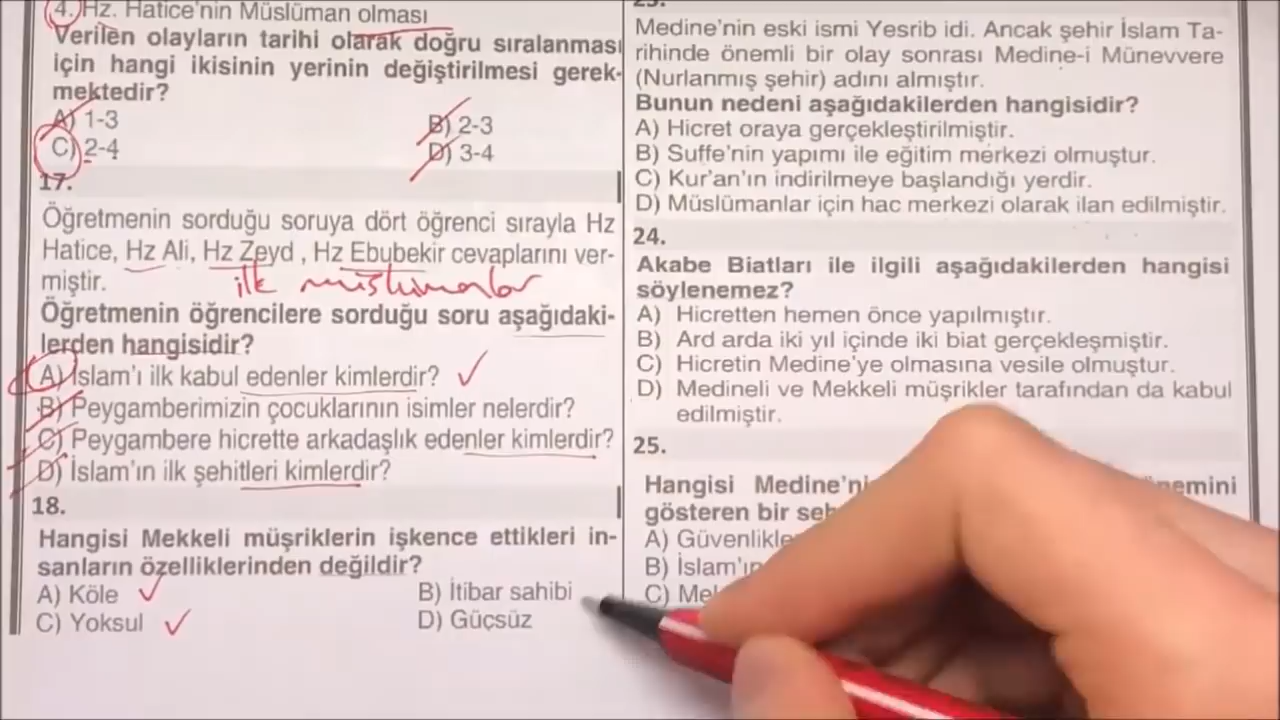 4. Hz. Hatice'nin Müslüman olması
Verilen olayların tarihi olarak doğru sıralanması
için hangi ikisinin yerinin değiştirilmesi gerek-
mektedir?
A) 1-3
B) 2-3
C) 2-4
D) 3-4
17.
Öğretmenin sorduğu soruya dört öğrenci sırayla Hz
Hatice, Hz Ali, Hz Zeyd , Hz Ebubekir cevaplarını ver-
miştir.
ilk müslümanlar
Öğretmenin öğrencilere sorduğu soru aşağıdaki-
lerden hangisidir?
A) İslam'ı ilk kabul edenler kimlerdir?
B) Peygamberimizin çocuklarının isimler nelerdir?
C) Peygambere hicrette arkadaşlık edenler kimlerdir?
D) İslam'ın ilk şehitleri kimlerdir?
18.
Hangisi Mekkeli müşriklerin işkence ettikleri in-
sanların özelliklerinden değildir?
A) Köle
B) İtibar sahibi
C) Yoksul
D) Güçsüz
Medine'nin eski ismi Yesrib idi. Ancak şehir İslam Ta-
rihinde önemli bir olay sonrası Medine-i Münevvere
(Nurlanmış şehir) adını almıştır.
Bunun nedeni aşağıdakilerden hangisidir?
A) Hicret oraya gerçekleştirilmiştir.
B) Suffe'nin yapımı ile eğitim merkezi olmuştur.
C) Kur'an'ın indirilmeye başlandığı yerdir.
D) Müslümanlar için hac merkezi olarak ilan edilmiştir.
24.
Akabe Biatları ile ilgili aşağıdakilerden hangisi
söylenemez?
A) Hicretten hemen önce yapılmıştır.
B) Ard arda iki yıl içinde iki biat gerçekleşmiştir.
C) Hicretin Medine'ye olmasına vesile olmuştur.
D) Medineli ve Mekkeli müşrikler tarafından da kabul
edilmiştir.
25.
Hangisi
gösteren bir
A)
B)
C)